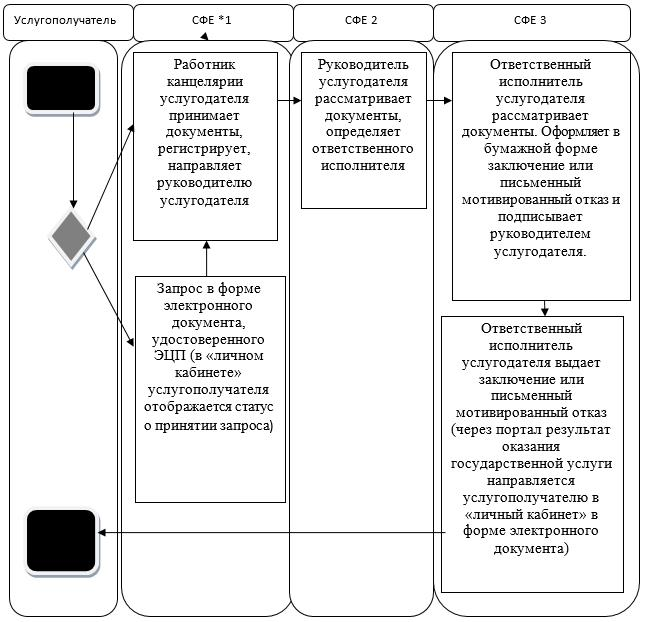 Услугополучатель
СФЕ *1
СФЕ 2
СФЕ 3
Работник
канцелярии
услугодателя
принимает
документы,
регистрирует,
направляет
руководителю
услугодателя
Руководитель
услугодателя
рассматривает
документы,
определяет
ответственного
исполнителя
Ответственный
исполнитель
услугодателя
рассматривает
документы. Оформляет в
бумажной форме
заключение или
письменный
мотивированный отказ и
подписывает
руководителем
услугодателя.
Запрос в форме
электронного
документа,
удостоверенного
ЭЦП (в «личном
кабинете»
услугополучателя
отображается статус
о принятии запроса)
Ответственный
исполнитель
услугодателя выдает
заключение или
письменный
мотивированный отказ
(через портал результат
оказания
государственной услуги
направляется
услугополучателю в
«личный кабинет» в
форме электронного
документа)